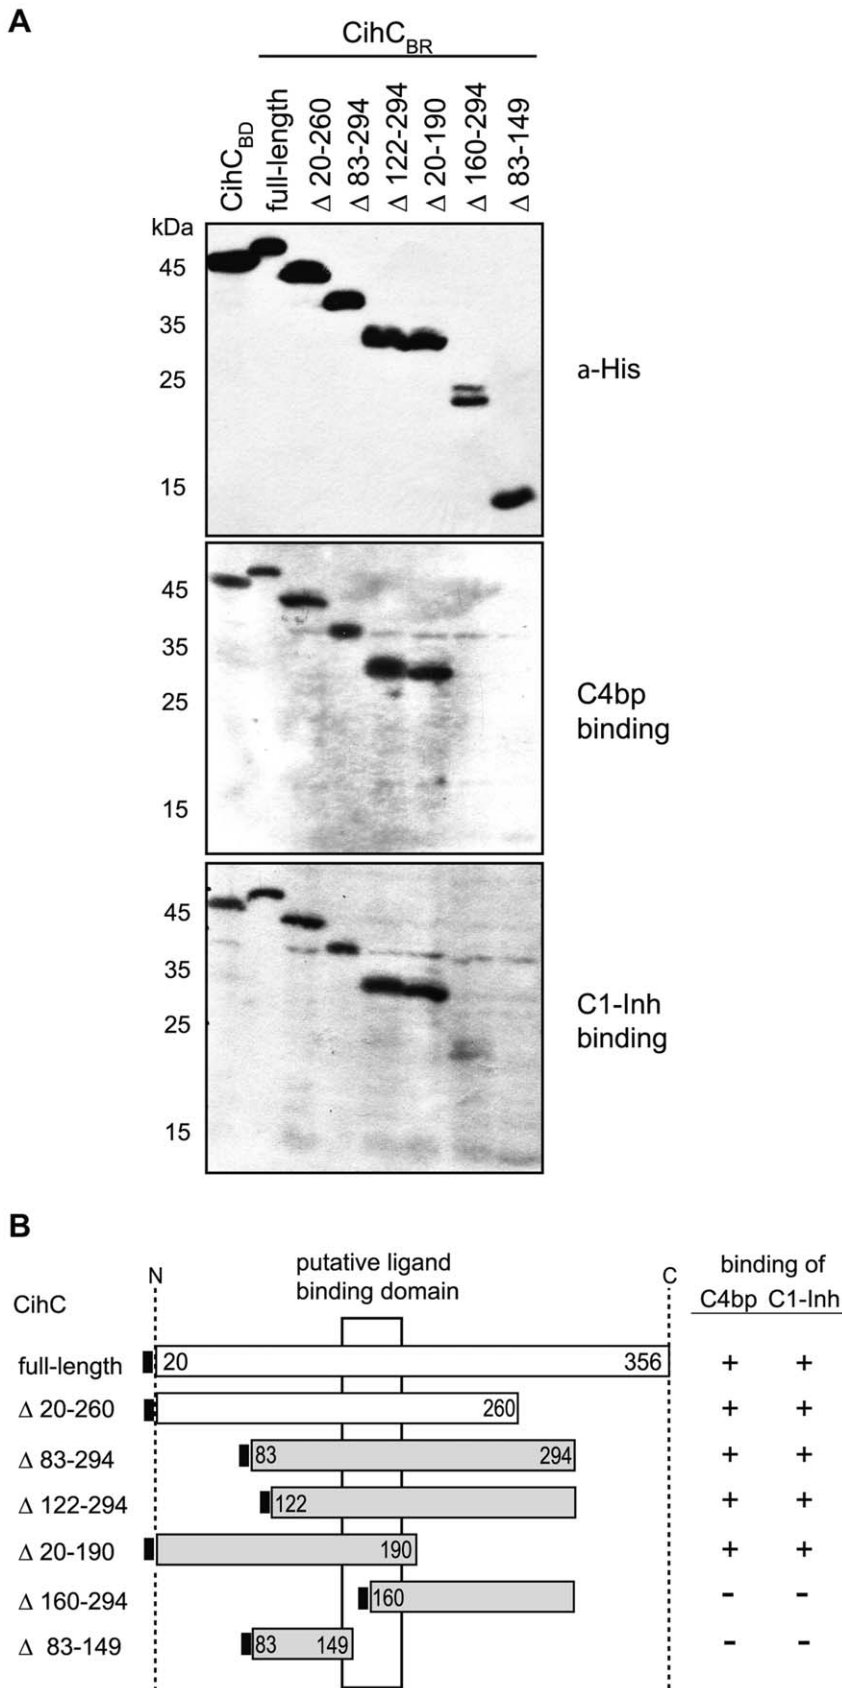 A
CihCBR
CihCBD
full-length
Δ 20-260
Δ 83-294
Δ 122-294
Δ 20-190
Δ 160-294
Δ 83-149
kDa
45
35
25
15
a-His
45
35
25
15
C4bp
binding
45
35
25
15
C1-Inh
binding
B
N
putative ligand
binding domain
C
binding of
CihC
C4bp C1-Inh
full-length 20 356 + +
Δ 20-260 260 + +
Δ 83-294 83 294 + +
Δ 122-294 122 + +
Δ 20-190 190 + +
Δ 160-294 160 - -
Δ 83-149 83 149 - -